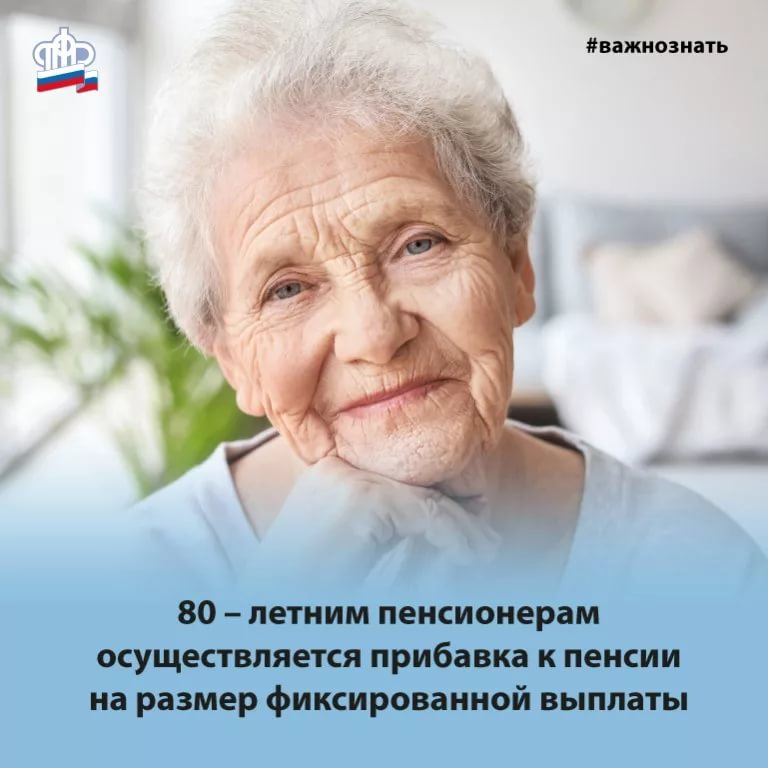 #важнознать
80 – летним пенсионерам
осуществляется прибавка к пенсии
на размер фиксированной выплаты